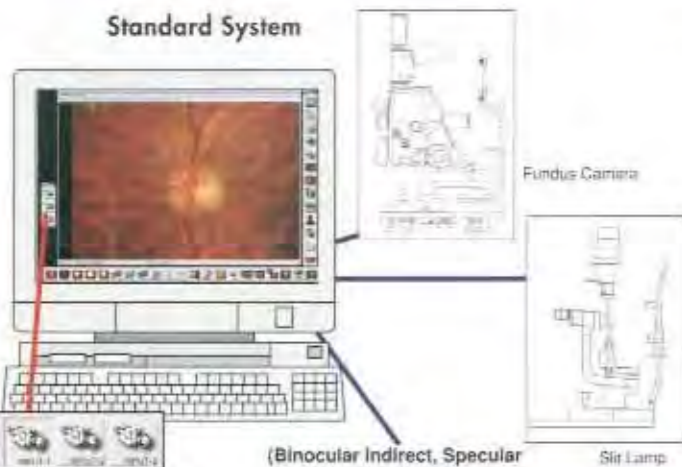 Standard System
Fundus Camera
(Binocular Indirect, Specular
Slit Lamp